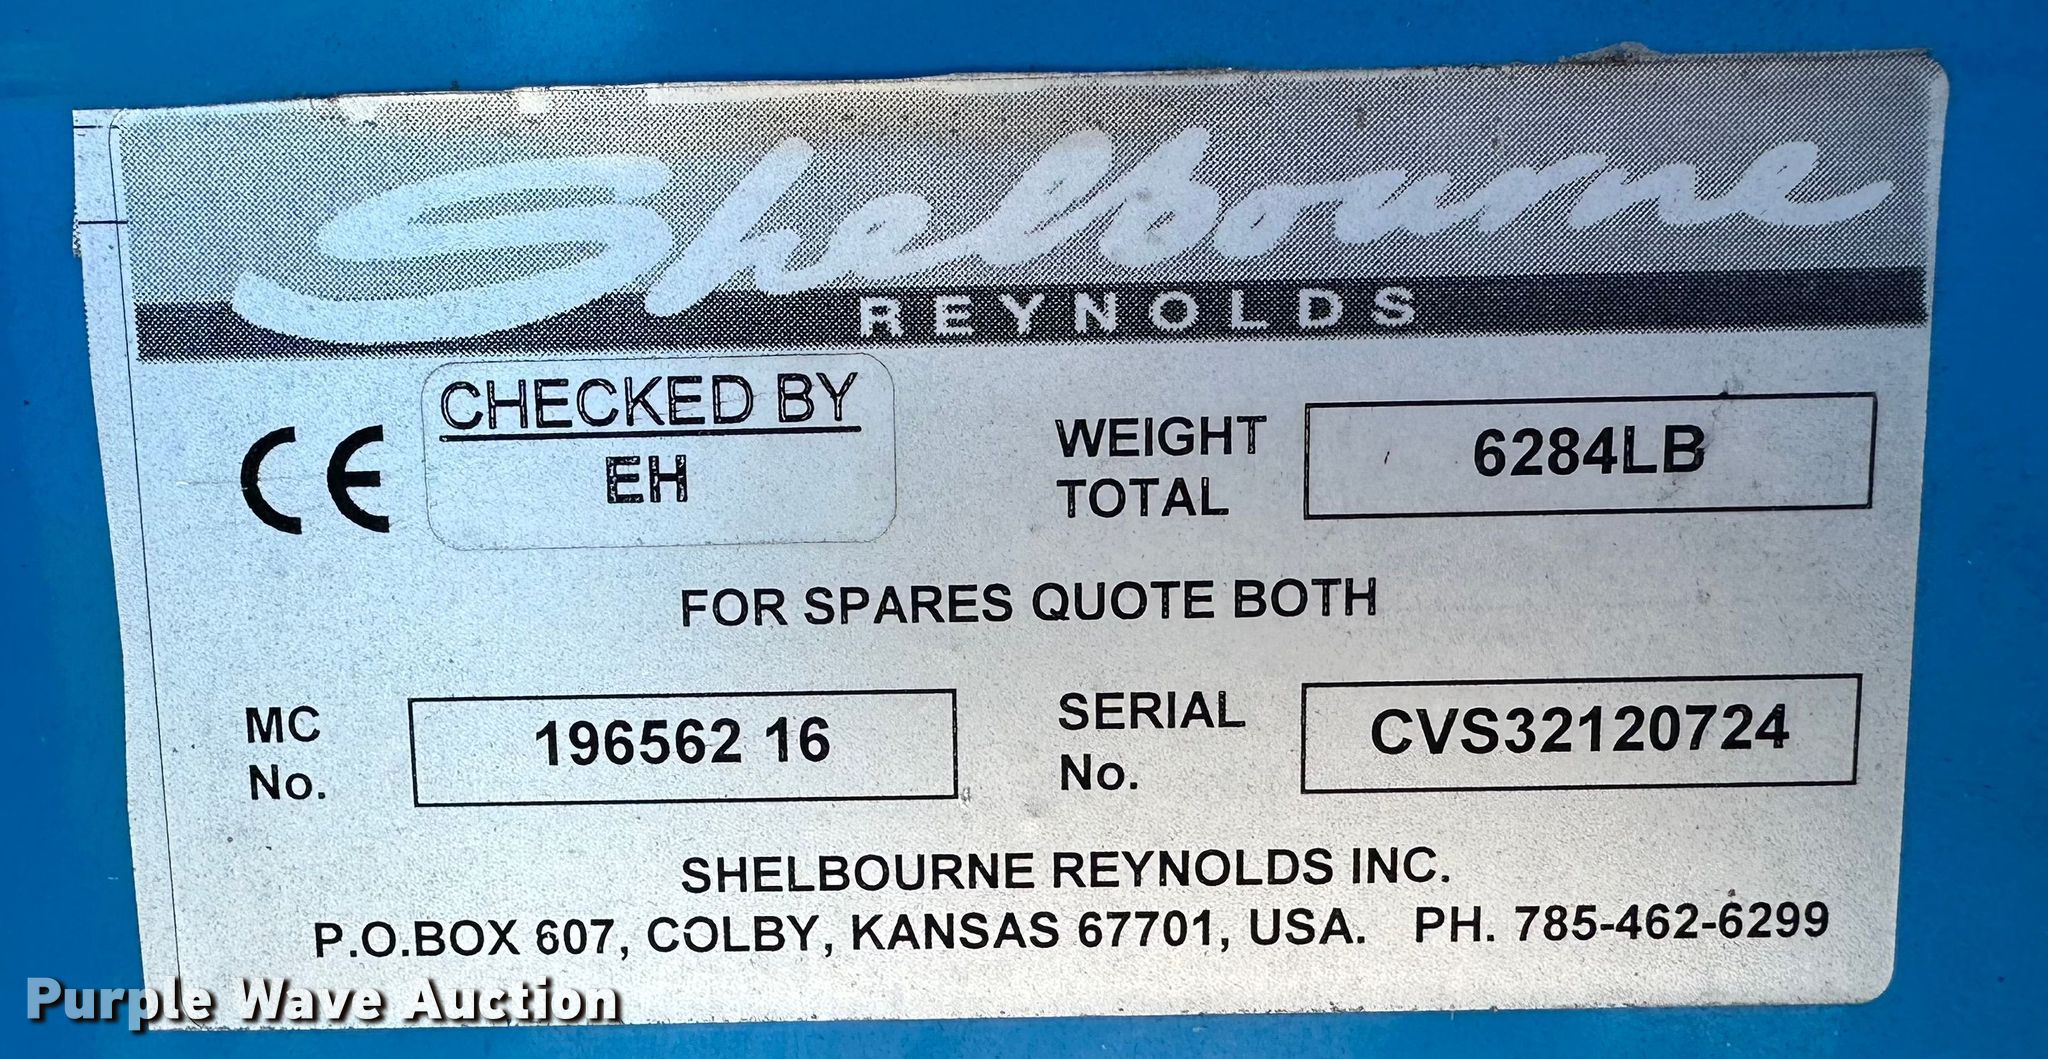 Shelbourne
REYNOLDS
CE
CHECKED BY
EH
WEIGHT
TOTAL
6284LB
FOR SPARES QUOTE BOTH
MC
No.
196562 16
SERIAL
No.
CVS32120724
SHELBOURNE REYNOLDS INC.
P.O.BOX 607, COLBY, KANSAS 67701, USA. PH. 785-462-6299
Purple Wave Auction